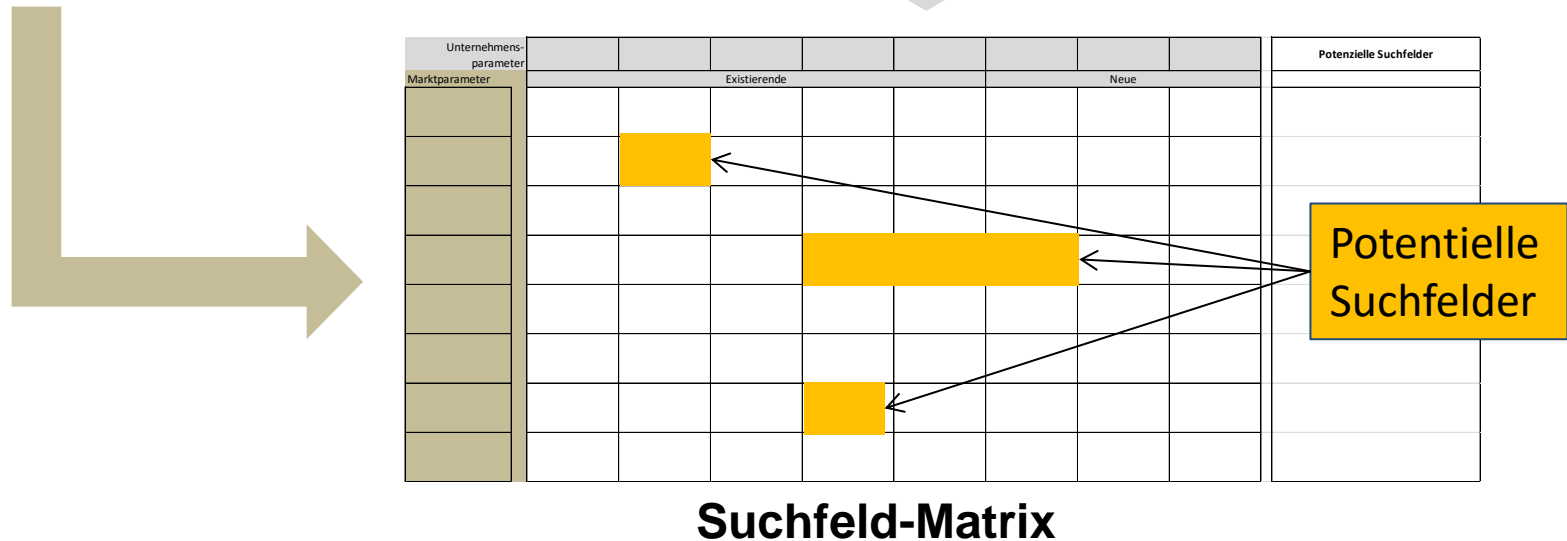 Unternehmens-
parameter
Potenzielle Suchfelder
Marktparameter
Existierende
Neue
Potentielle
Suchfelder
Suchfeld-Matrix